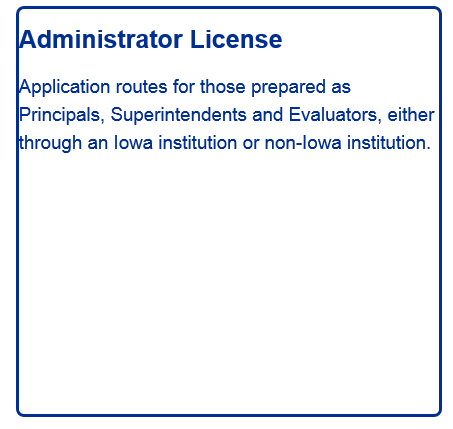 Administrator License
Application routes for those prepared as
Principals, Superintendents and Evaluators, either
through an Iowa institution or non-Iowa institution.